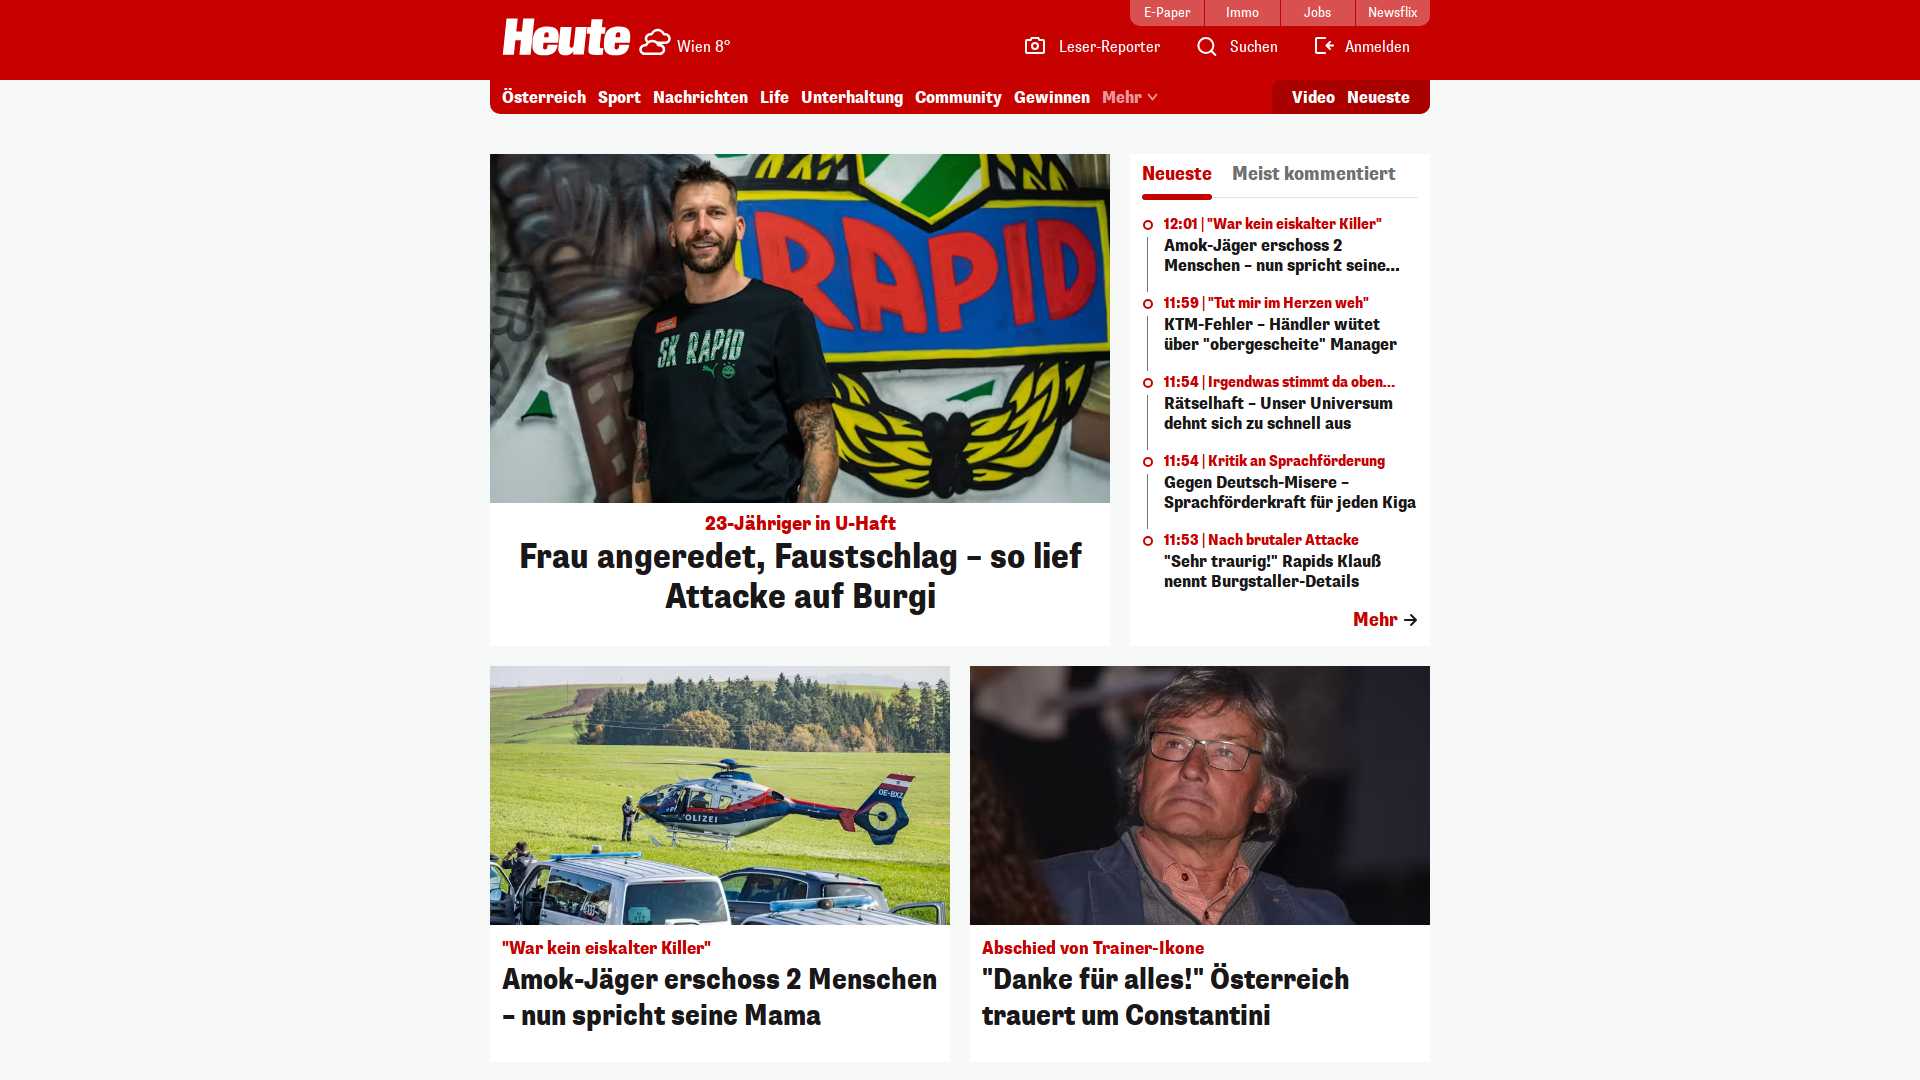 E-Paper
Immo
Jobs
Newsflix
Heute
Wien 8°
Leser-Reporter
Suchen
Anmelden
Österreich
Sport
Nachrichten
Life
Unterhaltung
Community
Gewinnen
Mehr
Video
Neueste
RAPID
SK RAPID
23-Jähriger in U-Haft
Frau angeredet, Faustschlag – so lief
Attacke auf Burgi
Neueste
Meist kommentiert
12:01 | "War kein eiskalter Killer"
Amok-Jäger erschoss 2
Menschen – nun spricht seine...
11:59 | "Tut mir im Herzen weh"
KTM-Fehler – Händler wütet
über "obergescheite" Manager
11:54 | Irgendwas stimmt da oben...
Rätselhaft – Unser Universum
dehnt sich zu schnell aus
11:54 | Kritik an Sprachförderung
Gegen Deutsch-Misere –
Sprachförderkraft für jeden Kiga
11:53 | Nach brutaler Attacke
"Sehr traurig!" Rapids Klauß
nennt Burgstaller-Details
Mehr
OE-BXZ
POLIZEI
"War kein eiskalter Killer"
Amok-Jäger erschoss 2 Menschen
– nun spricht seine Mama
Abschied von Trainer-Ikone
"Danke für alles!" Österreich
trauert um Constantini